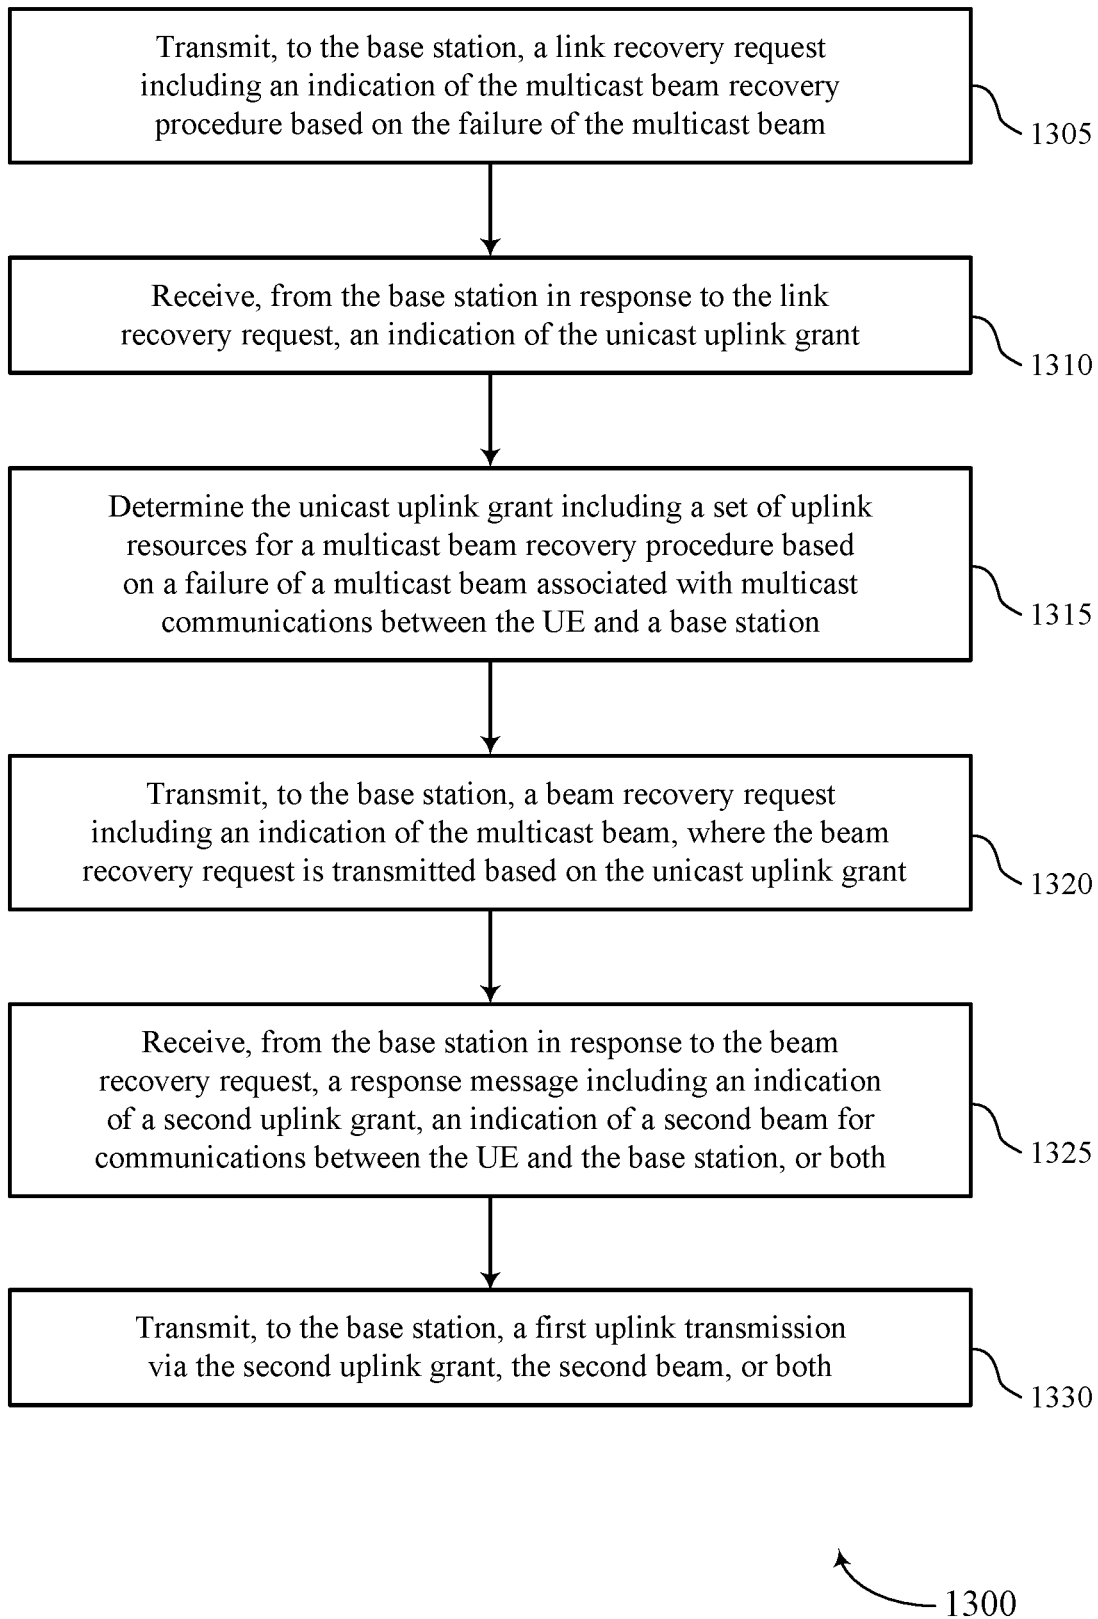 Transmit, to the base station, a link recovery request
including an indication of the multicast beam recovery
procedure based on the failure of the multicast beam
1305
Receive, from the base station in response to the link
recovery request, an indication of the unicast uplink grant
1310
Determine the unicast uplink grant including a set of uplink
resources for a multicast beam recovery procedure based
on a failure of a multicast beam associated with multicast
communications between the UE and a base station
1315
Transmit, to the base station, a beam recovery request
including an indication of the multicast beam, where the beam
recovery request is transmitted based on the unicast uplink grant
1320
Receive, from the base station in response to the beam
recovery request, a response message including an indication
of a second uplink grant, an indication of a second beam for
communications between the UE and the base station, or both
1325
Transmit, to the base station, a first uplink transmission
via the second uplink grant, the second beam, or both
1330
1300